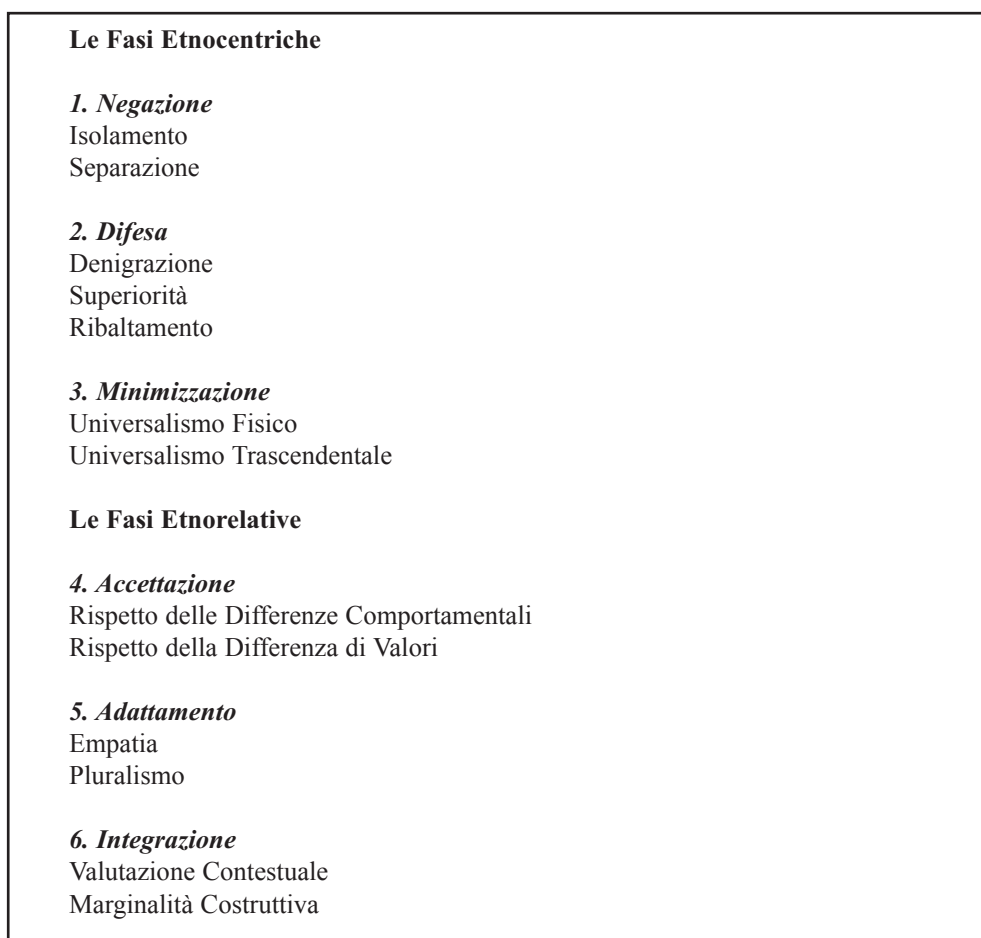 Le Fasi Etnocentriche
1. Negazione
Isolamento
Separazione
2. Difesa
Denigrazione
Superiorità
Ribaltamento
3. Minimizzazione
Universalismo Fisico
Universalismo Trascendentale
Le Fasi Etnorelative
4. Accettazione
Rispetto delle Differenze Comportamentali
Rispetto della Differenza di Valori
5. Adattamento
Empatia
Pluralismo
6. Integrazione
Valutazione Contestuale
Marginalità Costruttiva